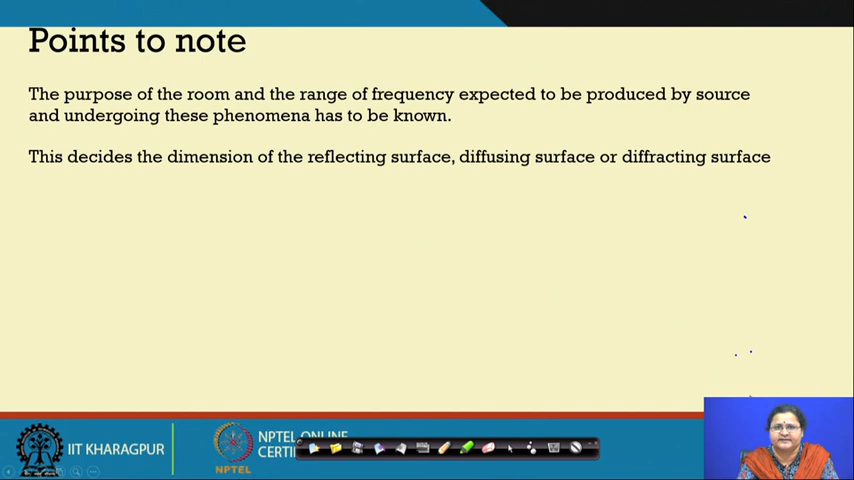 Points to note
The purpose of the room and the range of frequency expected to be produced by source
and undergoing these phenomena has to be known.
This decides the dimension of the reflecting surface, diffusing surface or diffracting surface
IIT KHARAGPUR
NPTEL
NPTEL ONLINE
CERTI